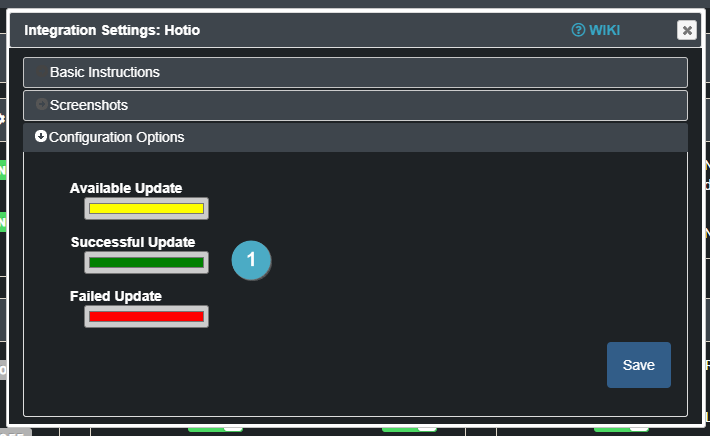 Integration Settings: Hotio
WIKI
Basic Instructions
Screenshots
Configuration Options
Available Update
Successful Update
1
Failed Update
Save